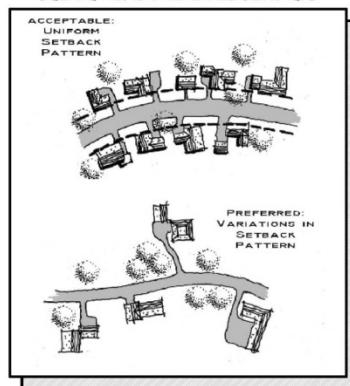 ACCEPTABLE:
UNIFORM
SETBACK
PATTERN
PREFERRED:
VARIATIONS IN
SETBACK
PATTERN